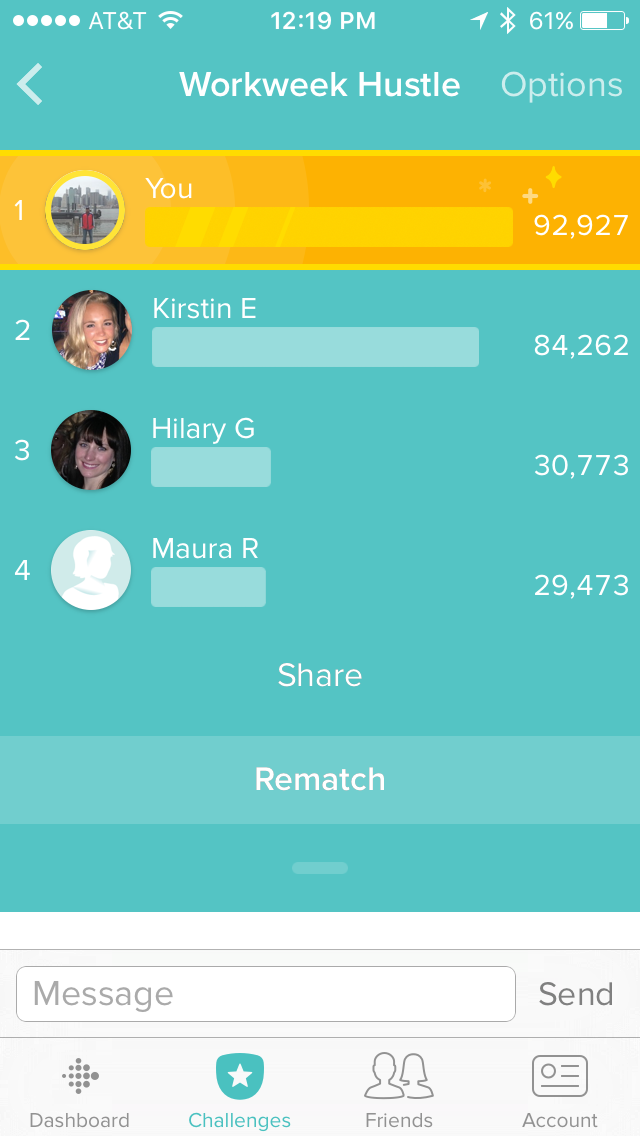 AT&T 12:19 PM 61%
Workweek Hustle Options
1 You 92,927
2 Kirstin E 84,262
3 Hilary G 30,773
4 Maura R 29,473
Share
Rematch
Message Send
Dashboard Challenges Friends Account